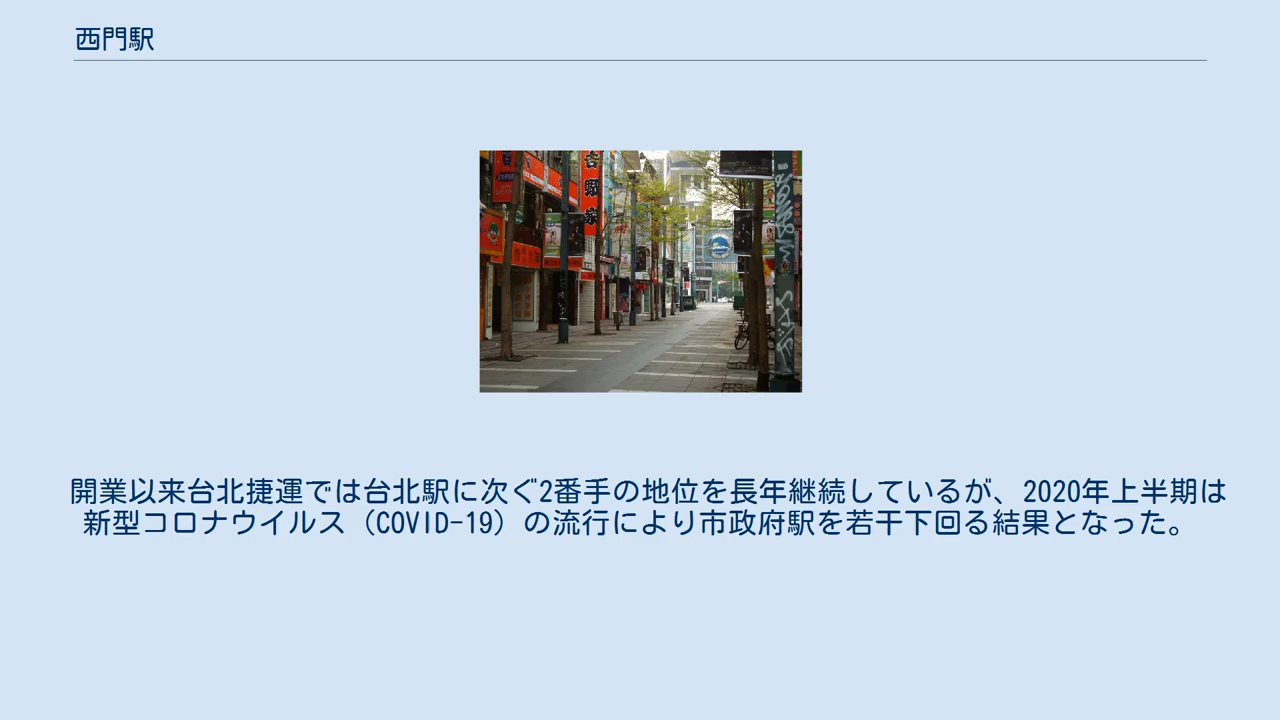 西門駅
吉野家
開業以来台北捷運では台北駅に次ぐ2番手の地位を長年継続しているが、2020年上半期は
新型コロナウイルス（COVID-19）の流行により市政府駅を若干下回る結果となった。